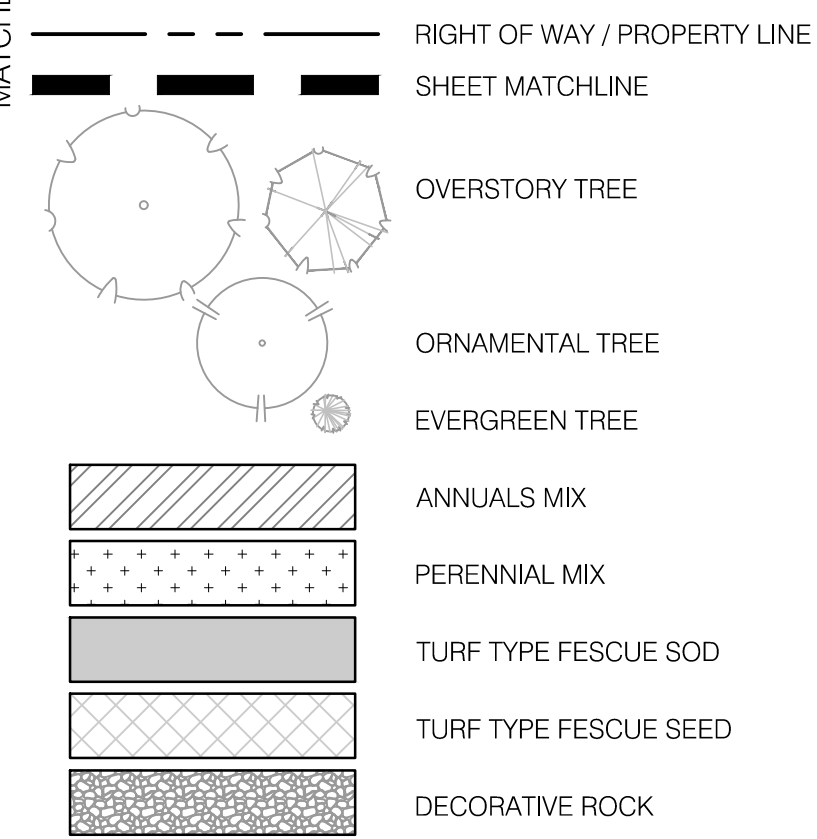 RIGHT OF WAY / PROPERTY LINE
SHEET MATCHLINE
OVERSTORY TREE
ORNAMENTAL TREE
EVERGREEN TREE
ANNUALS MIX
PERENNIAL MIX
TURF TYPE FESCUE SOD
TURF TYPE FESCUE SEED
DECORATIVE ROCK